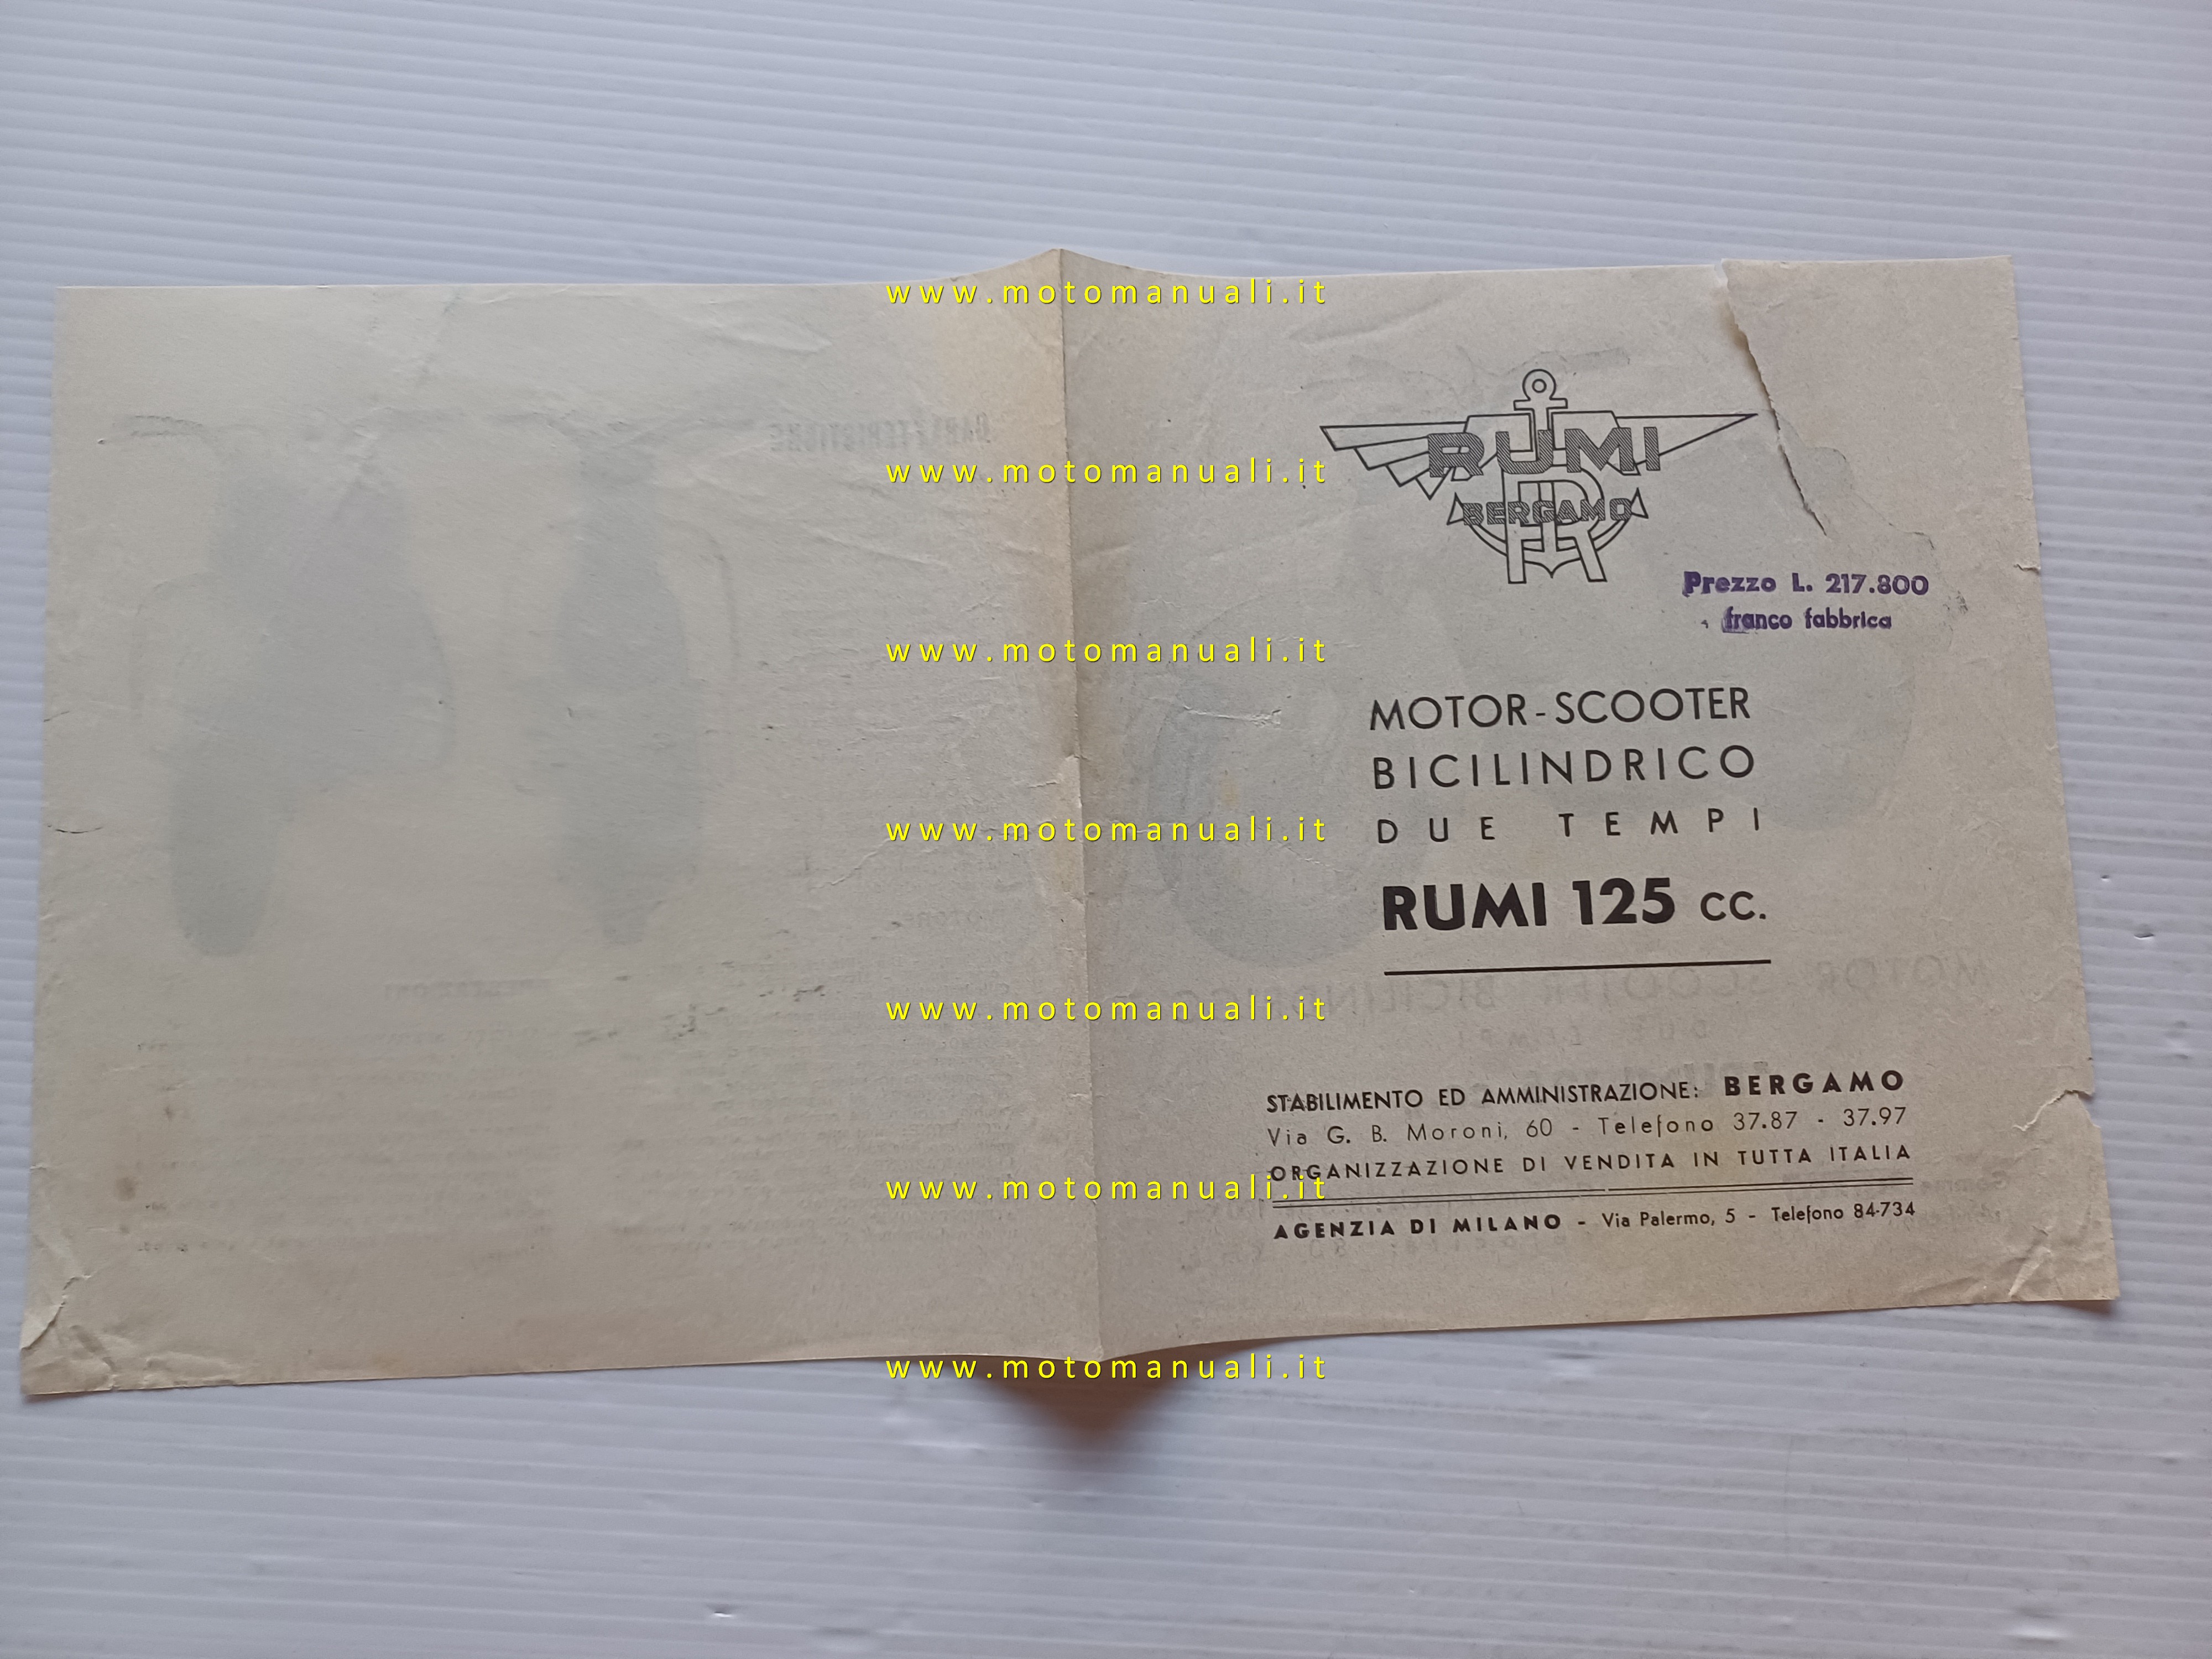 www.motomanuali.it
RUMI
BERGAMO
www.motomanuali.it
Prezzo L. 217.800
franco fabbrica
www.motomanuali.it
MOTOR-SCOOTER
BICILINDRICO
DUE TEMPI
www.motomanuali.it
RUMI 125 cc.
www.motomanuali.it
STABILIMENTO ED AMMINISTRAZIONE: BERGAMO
Via G. B. Moroni, 60 - Telefono 37.87 - 37.97
ORGANIZZAZIONE DI VENDITA IN TUTTA ITALIA
www.motomanuali.it
AGENZIA DI MILANO - Via Palermo, 5 - Telefono 84-734
www.motomanuali.it